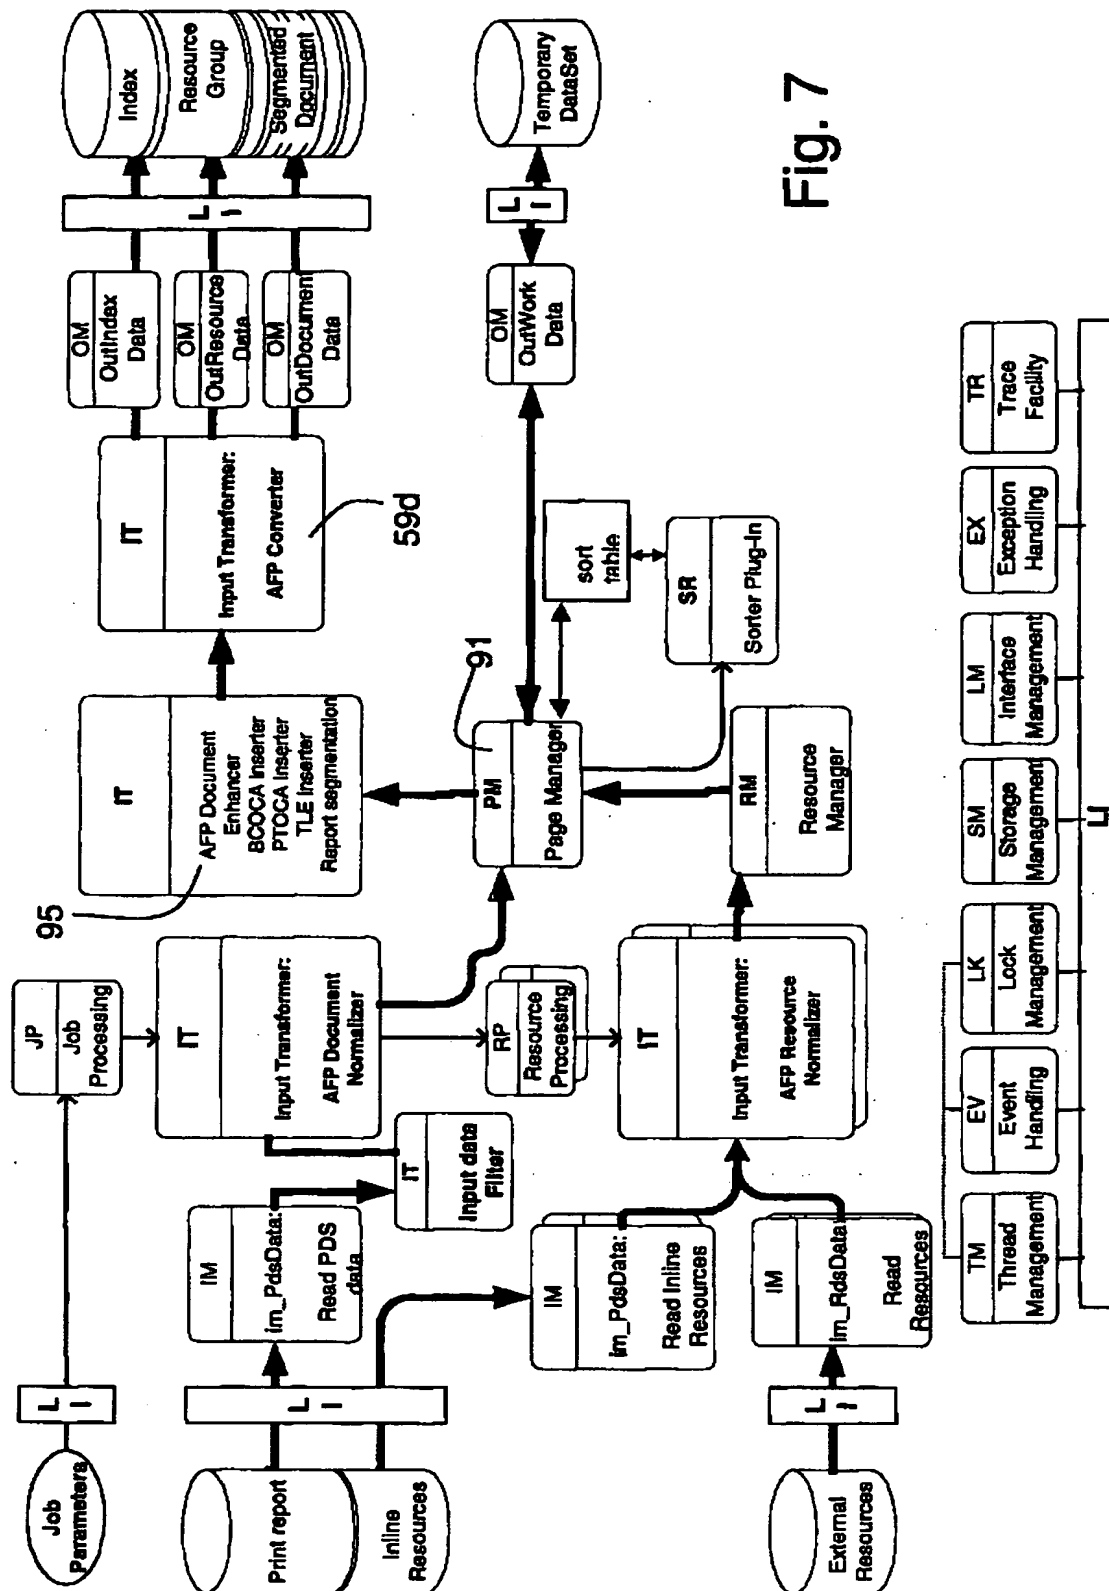 Job
Parameters
L
I
JP
Job
Processing
Print report
Inline
Resources
L
I
IM
im_PdsData:
Read PDS
data
IT
Input data
Filter
IT
Input Transformer:
AFP Document
Normalizer
95
IT
AFP Document
Enhancer
BCOCA Inserter
PTOCA Inserter
TLE Inserter
Report segmentation
IT
Input Transformer:
AFP Converter
59d
OM
OutIndex
Data
OM
OutResource
Data
OM
OutDocument
Data
L
I
Index
Resource
Group
Segmented
Document
RP
Resource
Processing
PM
Page Manager
91
OM
OutWork
Data
L
I
Temporary
DataSet
sort
table
SR
Sorter Plug-In
IM
im_PdsData:
Read Inline
Resources
IT
Input Transformer:
AFP Resource
Normalizer
RM
Resource
Manager
External
Resources
L
I
IM
im_RdsData
Read
Resources
Fig. 7
TM
Thread
Management
EV
Event
Handling
LK
Lock
Management
SM
Storage
Management
LM
Interface
Management
EX
Exception
Handling
TR
Trace
Facility
LI